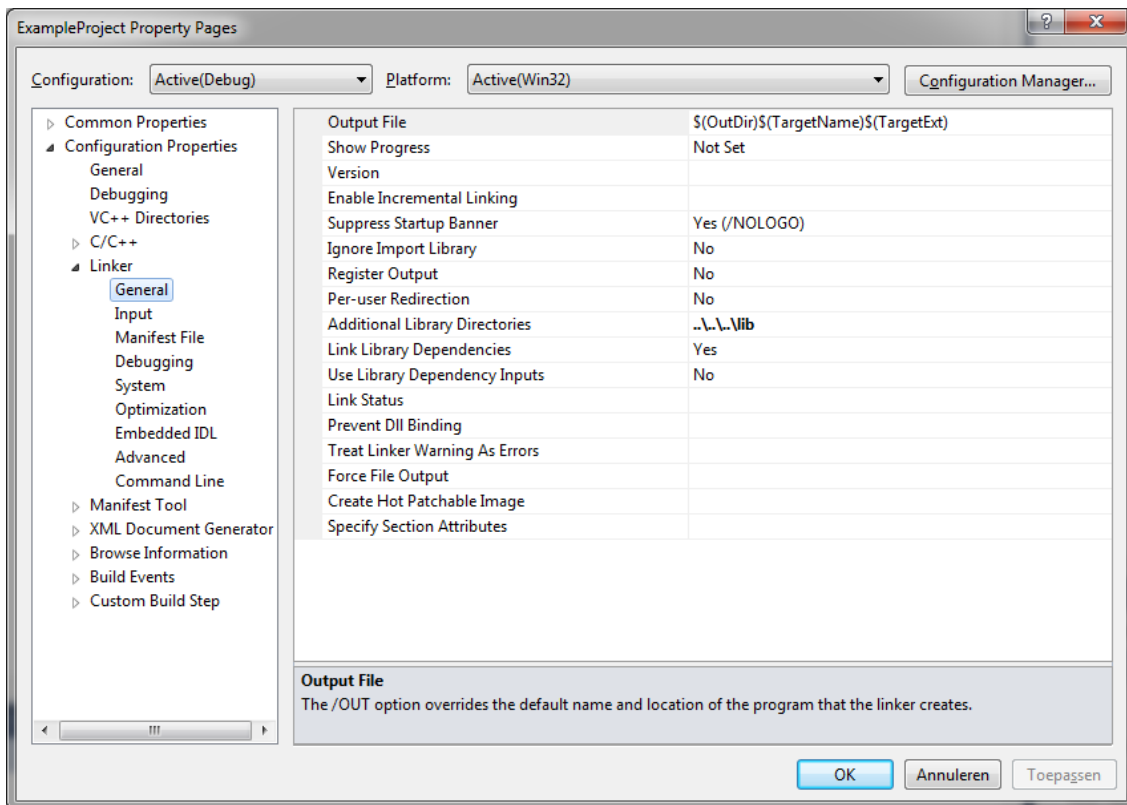 ExampleProject Property Pages
Configuration: Active(Debug) Platform: Active(Win32) Configuration Manager...
Common Properties
Configuration Properties
General
Debugging
VC++ Directories
C/C++
Linker
General
Input
Manifest File
Debugging
System
Optimization
Embedded IDL
Advanced
Command Line
Manifest Tool
XML Document Generator
Browse Information
Build Events
Custom Build Step
Output File $(OutDir)$(TargetName)$(TargetExt)
Show Progress Not Set
Version
Enable Incremental Linking
Suppress Startup Banner Yes (/NOLOGO)
Ignore Import Library No
Register Output No
Per-user Redirection No
Additional Library Directories ..\..\..\lib
Link Library Dependencies Yes
Use Library Dependency Inputs No
Link Status
Prevent Dll Binding
Treat Linker Warning As Errors
Force File Output
Create Hot Patchable Image
Specify Section Attributes
Output File
The /OUT option overrides the default name and location of the program that the linker creates.
OK Annuleren Toepassen